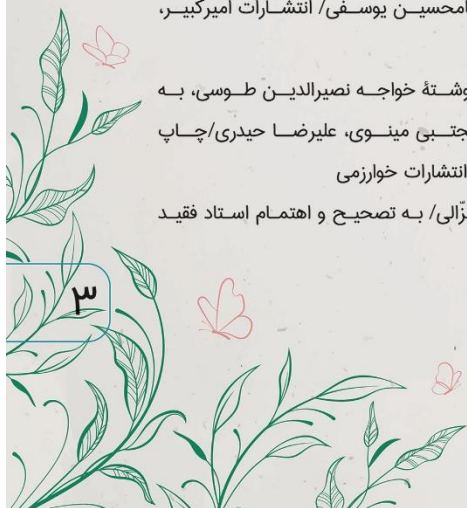 امحسین یوسفی/ انتشارات امیرکبیر،
وشتهٔ خواجه نصیرالدین طوسی، به
جتبی مینوی، علیرضا حیدری/چاپ
انتشارات خوارزمی
زّالی/ به تصحیح و اهتمام استاد فقید
۳